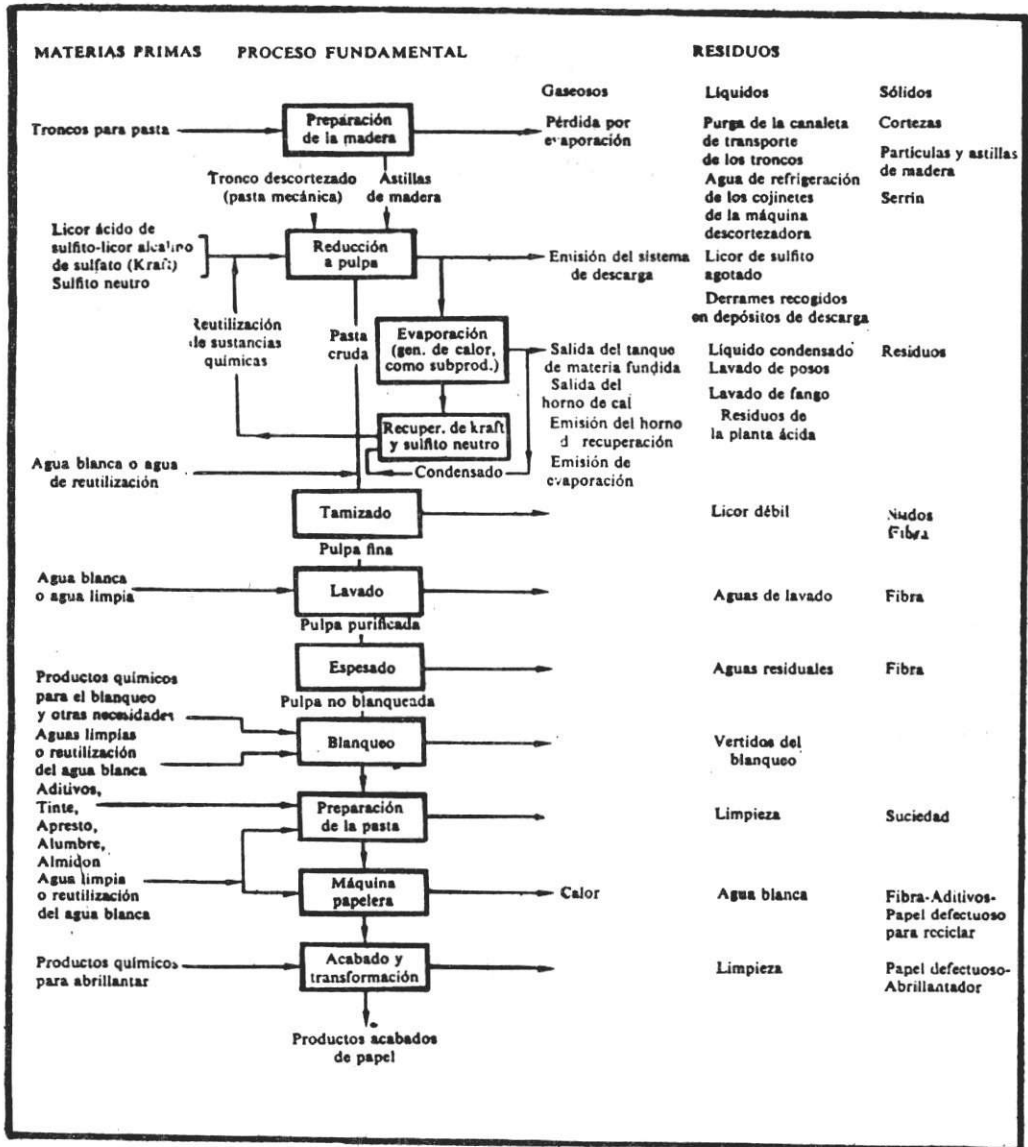 MATERIAS PRIMAS PROCESO FUNDAMENTAL RESIDUOS
Gaseosos Líquidos Sólidos
Troncos para pasta
Preparación
de la madera
Pérdida por
evaporación
Purga de la canaleta
de transporte
de los troncos
Agua de refrigeración
de los cojinetes
de la máquina
descortezadora
Cortezas
Partículas y astillas
de madera
Serrin
Tronco descortezado
(pasta mecánica)
Astillas
de madera
Licor ácido de
sulfito-licor alcalino
de sulfato (Kraft)
Sulfito neutro
Reducción
a pulpa
Emisión del sistema
de descarga
Licor de sulfito
agotado
Derrames recogidos
en depósitos de descarga
Reutilización
de sustancias
químicas
Pasta
cruda
Evaporación
(gen. de calor,
como subprod.)
Salida del tanque
de materia fundida
Salida del
horno de cal
Emisión del horno
d recuperación
Emisión de
evaporación
Líquido condensado
Lavado de posos
Lavado de fango
Residuos de
la planta ácida
Residuos
Recuper. de kraft
y sulfito neutro
Condensado
Agua blanca o agua
de reutilización
Tamizado
Licor débil
Nudos
Fibra
Pulpa fina
Agua blanca
o agua limpia
Lavado
Aguas de lavado
Fibra
Pulpa purificada
Espesado
Aguas residuales
Fibra
Pulpa no blanqueada
Productos químicos
para el blanqueo
y otras necesidades
Aguas limpias
o reutilización
del agua blanca
Blanqueo
Vertidos del
blanqueo
Aditivos,
Tinte,
Apresto,
Alumbre,
Almidon
Agua limpia
o reutilización
del agua blanca
Preparación
de la pasta
Limpieza
Suciedad
Máquina
papelera
Calor
Agua blanca
Fibra-Aditivos-
Papel defectuoso
para reciclar
Productos químicos
para abrillantar
Acabado y
transformación
Limpieza
Papel defectuoso-
Abrillantador
Productos acabados
de papel